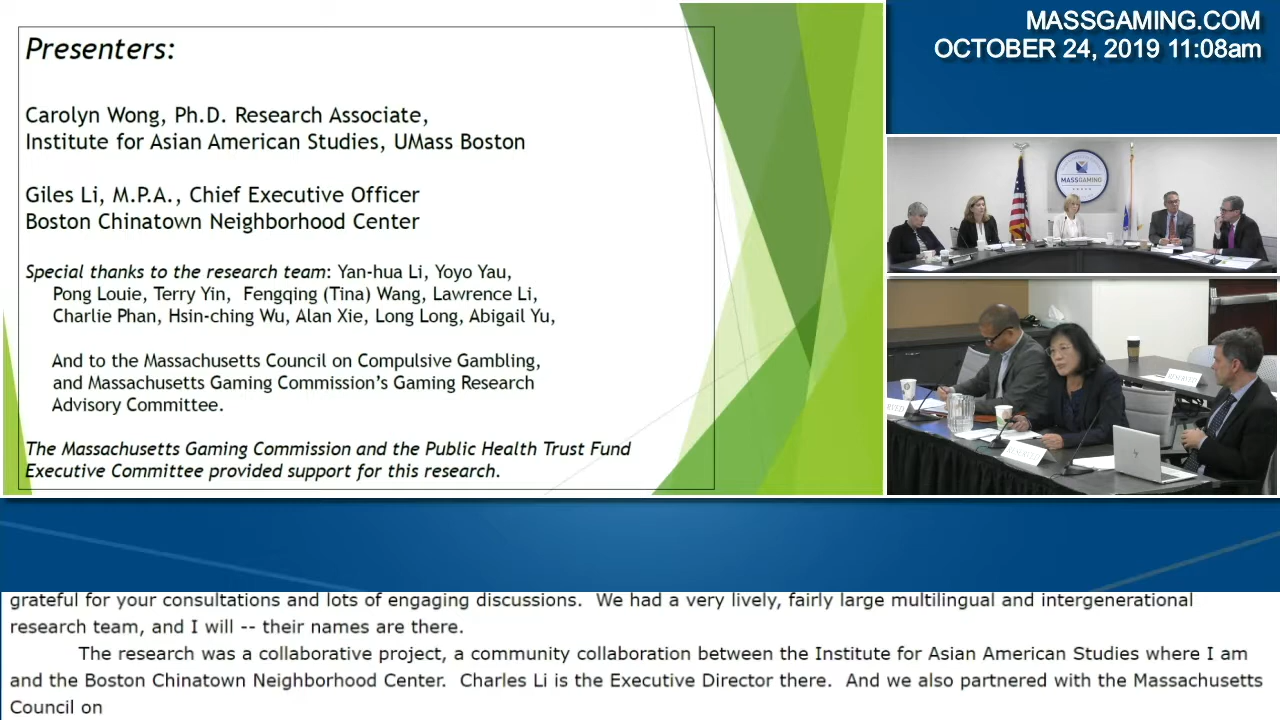 Presenters:
Carolyn Wong, Ph.D. Research Associate,
Institute for Asian American Studies, UMass Boston
Giles Li, M.P.A., Chief Executive Officer
Boston Chinatown Neighborhood Center
Special thanks to the research team: Yan-hua Li, Yoyo Yau,
Pong Louie, Terry Yin, Fengqing (Tina) Wang, Lawrence Li,
Charlie Phan, Hsin-ching Wu, Alan Xie, Long Long, Abigail Yu,
And to the Massachusetts Council on Compulsive Gambling,
and Massachusetts Gaming Commission's Gaming Research
Advisory Committee.
The Massachusetts Gaming Commission and the Public Health Trust Fund
Executive Committee provided support for this research.
MASSGAMING.COM
OCTOBER 24, 2019 11:08am
MASSGAMING
RESERVED
grateful for your consultations and lots of engaging discussions. We had a very lively, fairly large multilingual and intergenerational
research team, and I will -- their names are there.
The research was a collaborative project, a community collaboration between the Institute for Asian American Studies where I am
and the Boston Chinatown Neighborhood Center. Charles Li is the Executive Director there. And we also partnered with the Massachusetts
Council on